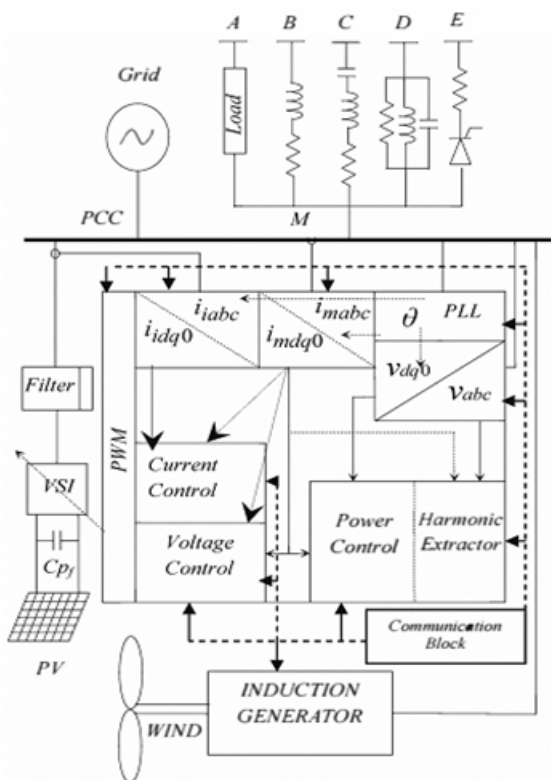 A B C D E
Grid
Load
PCC
M
i_iabc
i_idq0
i_mabc
i_mdq0
θ
PLL
v_dq0
v_abc
Filter
PWM
VSI
Current
Control
Voltage
Control
Power
Control
Harmonic
Extractor
Cp_f
Communication
Block
PV
WIND
INDUCTION
GENERATOR